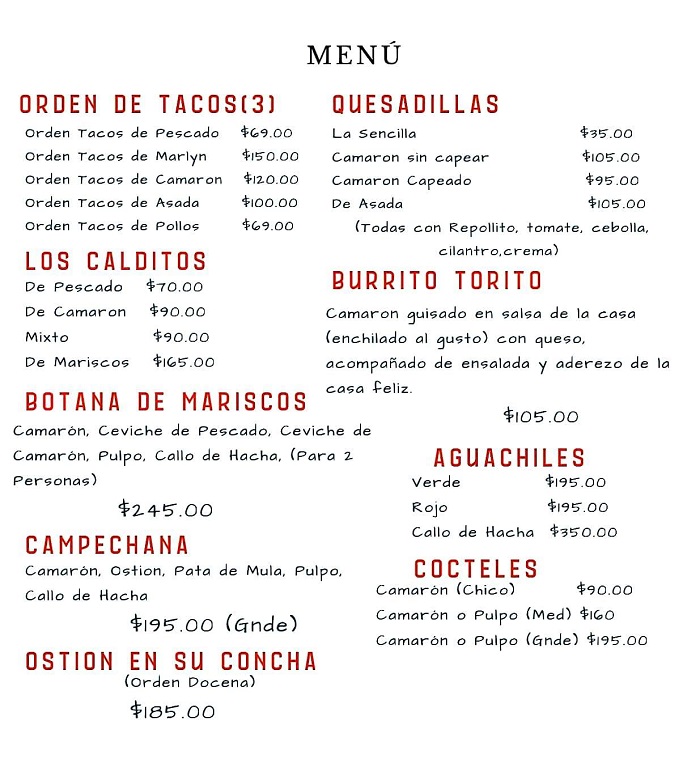 MENÚ
ORDEN DE TACOS(3)
Orden Tacos de Pescado $69.00
Orden Tacos de Marlyn $150.00
Orden Tacos de Camaron $120.00
Orden Tacos de Asada $100.00
Orden Tacos de Pollos $69.00
LOS CALDITOS
De Pescado $70.00
De Camaron $90.00
Mixto $90.00
De Mariscos $165.00
BOTANA DE MARISCOS
Camarón, Ceviche de Pescado, Ceviche de
Camarón, Pulpo, Callo de Hacha, (Para 2
Personas)
$245.00
CAMPECHANA
Camarón, Ostion, Pata de Mula, Pulpo,
Callo de Hacha
$195.00 (Gnde)
OSTION EN SU CONCHA
(Orden Docena)
$185.00
QUESADILLAS
La Sencilla $35.00
Camaron sin capear $105.00
Camaron Capeado $95.00
De Asada $105.00
(Todas con Repollito, tomate, cebolla,
cilantro,crema)
BURRITO TORITO
Camaron guisado en salsa de la casa
(enchilado al gusto) con queso,
acompañado de ensalada y aderezo de la
casa feliz.
$105.00
AGUACHILES
Verde $195.00
Rojo $195.00
Callo de Hacha $350.00
COCTELES
Camarón (Chico) $90.00
Camarón o Pulpo (Med) $160
Camarón o Pulpo (Gnde) $195.00